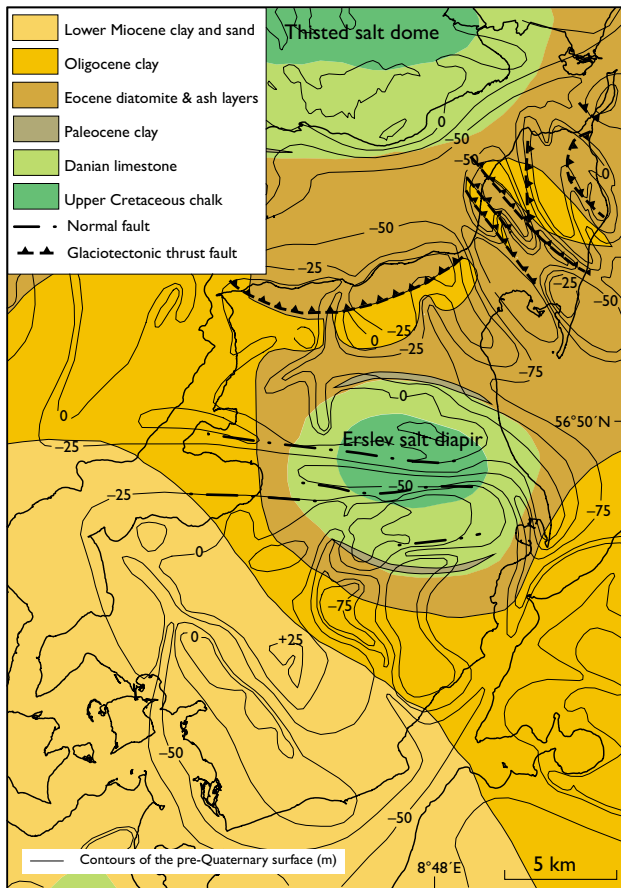 Lower Miocene clay and sand
Oligocene clay
Eocene diatomite & ash layers
Paleocene clay
Danian limestone
Upper Cretaceous chalk
Normal fault
Glaciotectonic thrust fault
Thisted salt dome
0
–50
–50
0
–50
–25
–25
–50
–25
0
–25
–75
0
0
56°50´N
–25
Erslev salt diapir
–50
–25
–75
0
–75
0
+25
–50
–50
Contours of the pre-Quaternary surface (m)
8°48´E
5 km